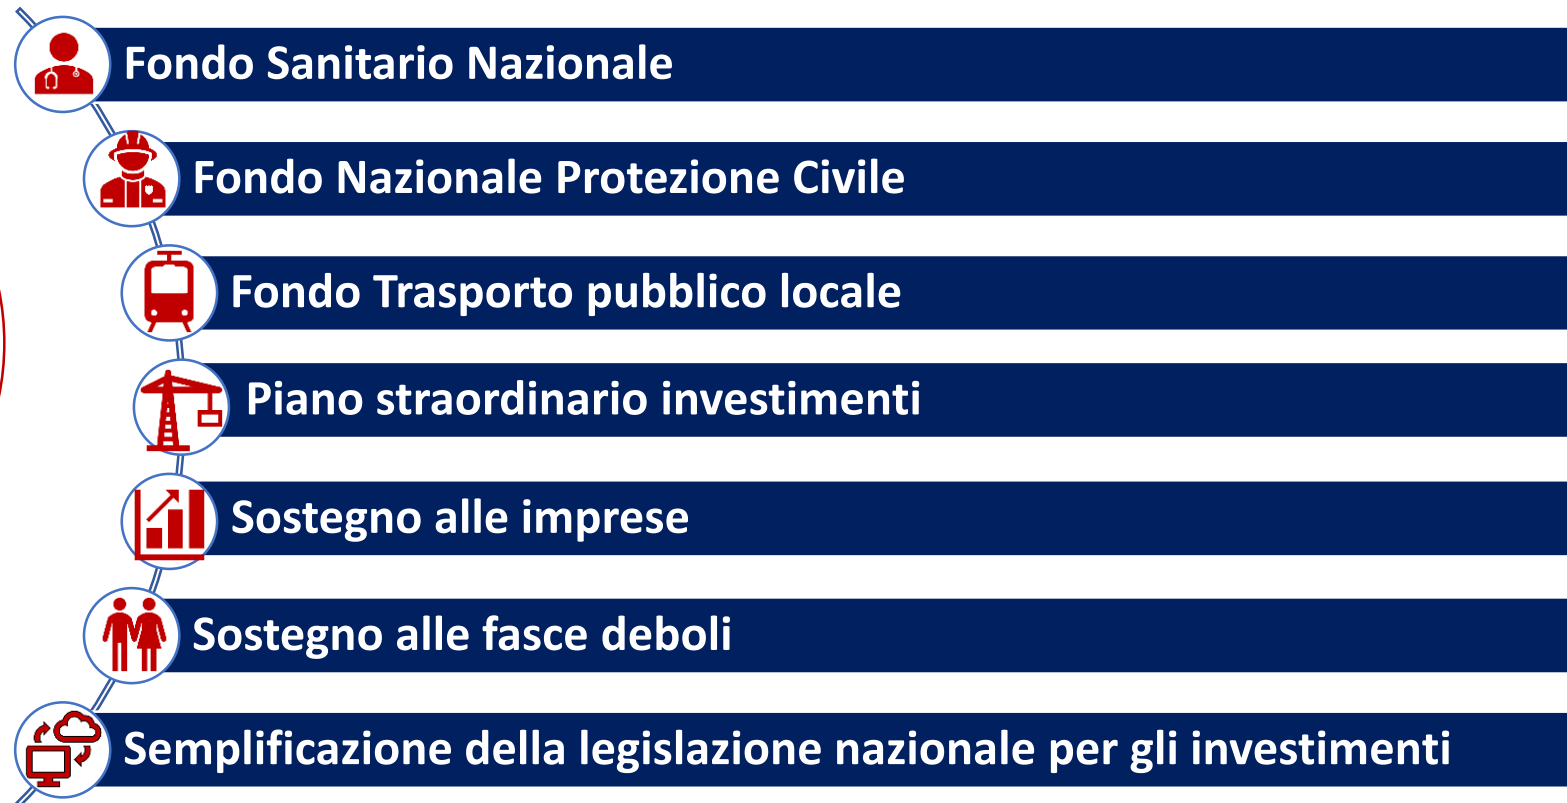 Fondo Sanitario Nazionale
Fondo Nazionale Protezione Civile
Fondo Trasporto pubblico locale
Piano straordinario investimenti
Sostegno alle imprese
Sostegno alle fasce deboli
Semplificazione della legislazione nazionale per gli investimenti